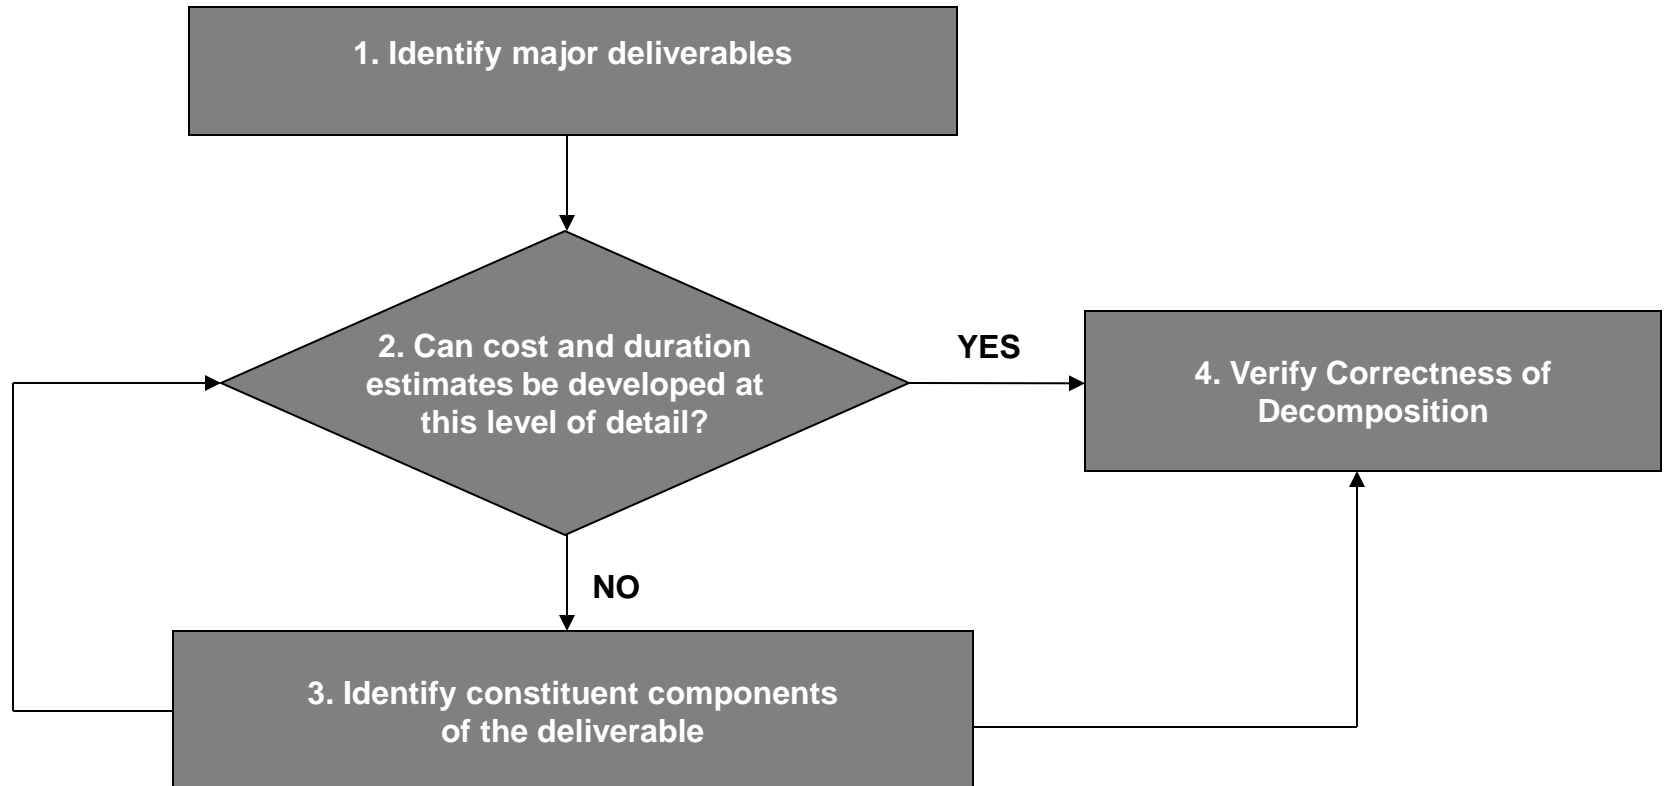 1. Identify major deliverables
2. Can cost and duration
estimates be developed at
this level of detail?
YES
4. Verify Correctness of
Decomposition
NO
3. Identify constituent components
of the deliverable